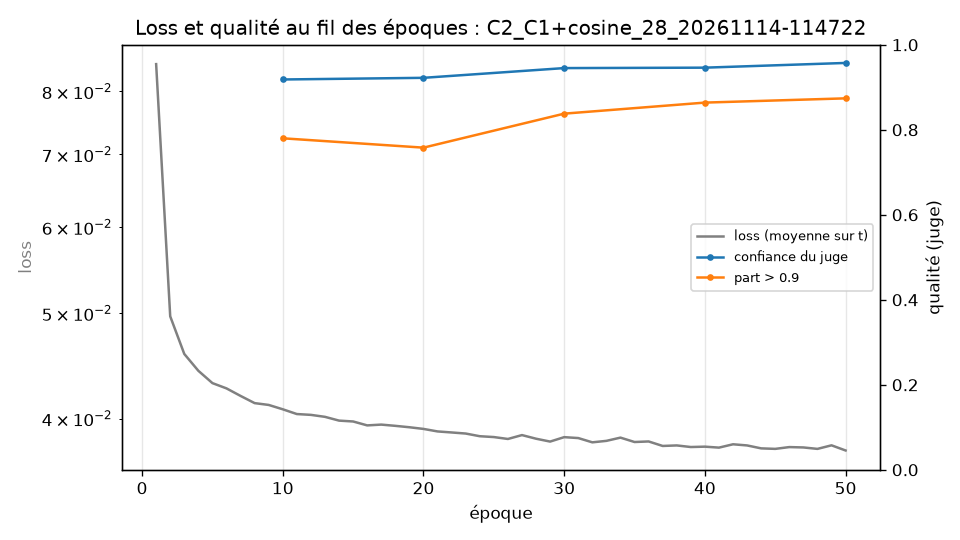 Loss et qualité au fil des époques : C2_C1+cosine_28_20261114-114722
8 × 10⁻²
7 × 10⁻²
6 × 10⁻²
5 × 10⁻²
4 × 10⁻²
loss
1.0
0.8
0.6
0.4
0.2
0.0
qualité (juge)
loss (moyenne sur t)
confiance du juge
part > 0.9
0 10 20 30 40 50
époque